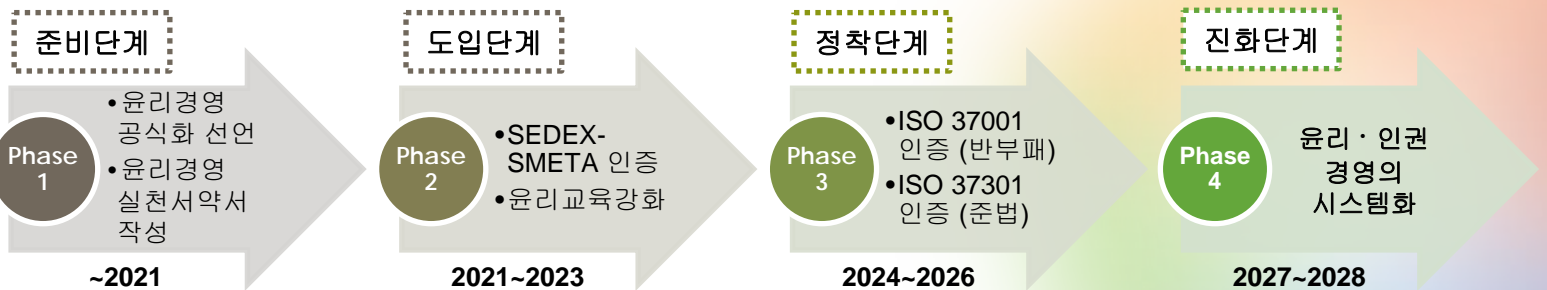 준비단계
Phase
1
•윤리경영
공식화 선언
•윤리경영
실천서약서
작성
~2021
도입단계
Phase
2
•SEDEX-
SMETA 인증
•윤리교육강화
2021~2023
정착단계
Phase
3
•ISO 37001
인증 (반부패)
•ISO 37301
인증 (준법)
2024~2026
진화단계
Phase
4
윤리 · 인권
경영의
시스템화
2027~2028